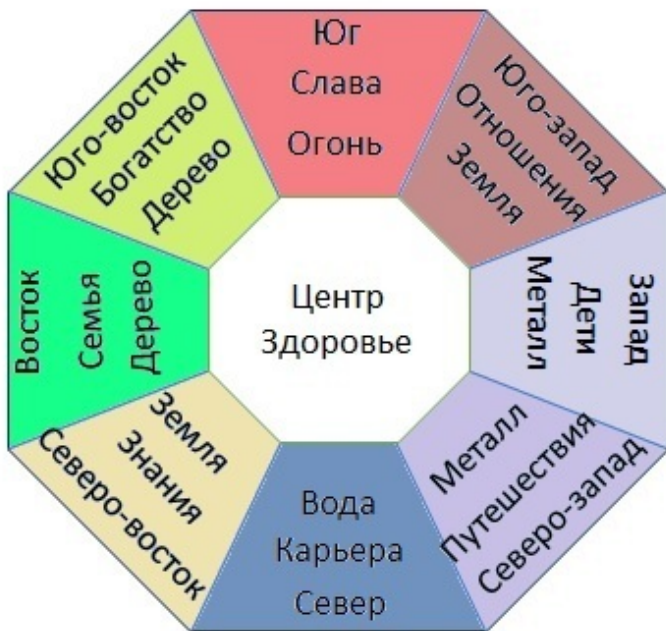 Юг
Слава
Огонь
Юго-запад
Отношения
Земля
Запад
Дети
Металл
Металл
Путешествия
Северо-запад
Вода
Карьера
Север
Земля
Знания
Северо-восток
Восток
Семья
Дерево
Юго-восток
Богатство
Дерево
Центр
Здоровье